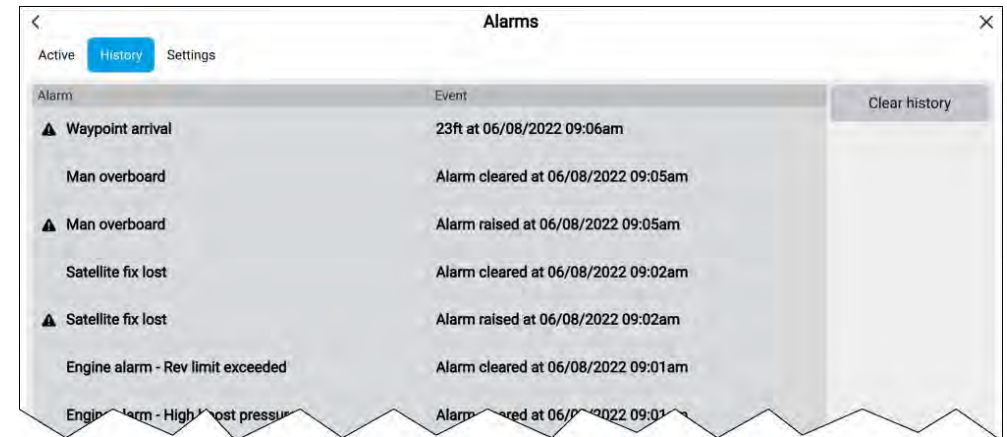 Alarms
Active History Settings
Alarm Event Clear history
Waypoint arrival 23ft at 06/08/2022 09:06am
Man overboard Alarm cleared at 06/08/2022 09:05am
Man overboard Alarm raised at 06/08/2022 09:05am
Satellite fix lost Alarm cleared at 06/08/2022 09:02am
Satellite fix lost Alarm raised at 06/08/2022 09:02am
Engine alarm - Rev limit exceeded Alarm cleared at 06/08/2022 09:01am
- High at